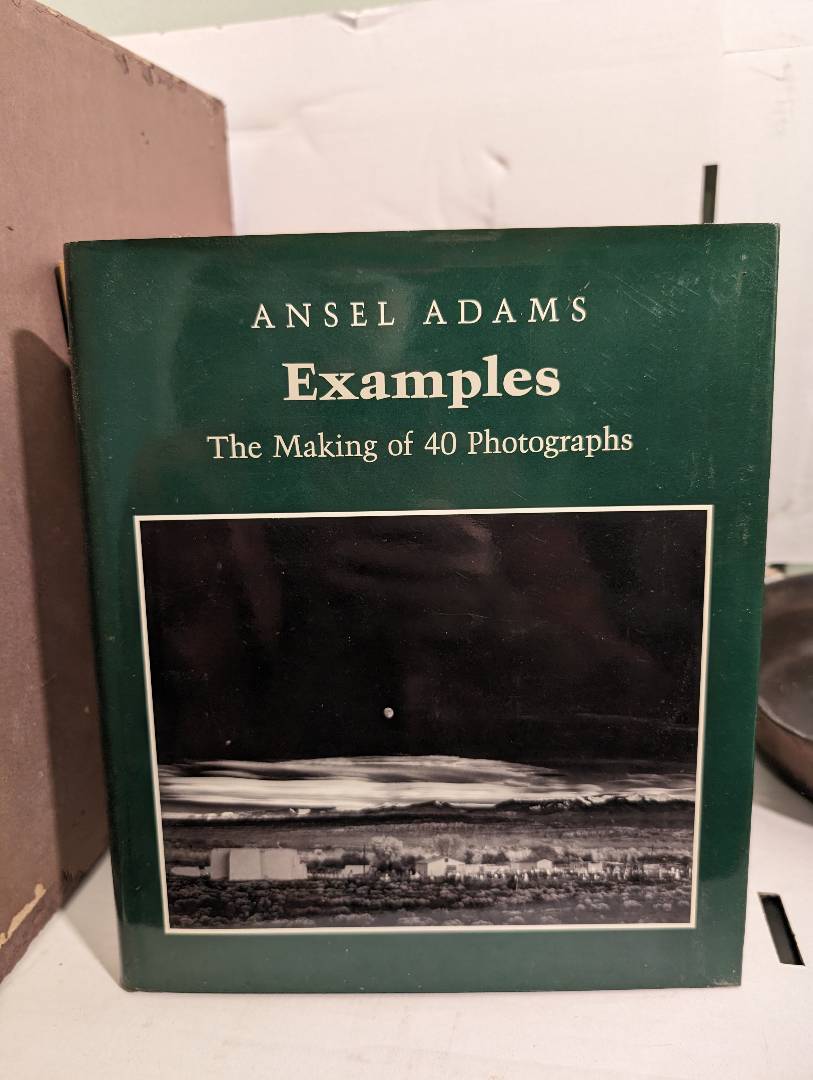 ANSEL ADAMS
Examples
The Making of 40 Photographs